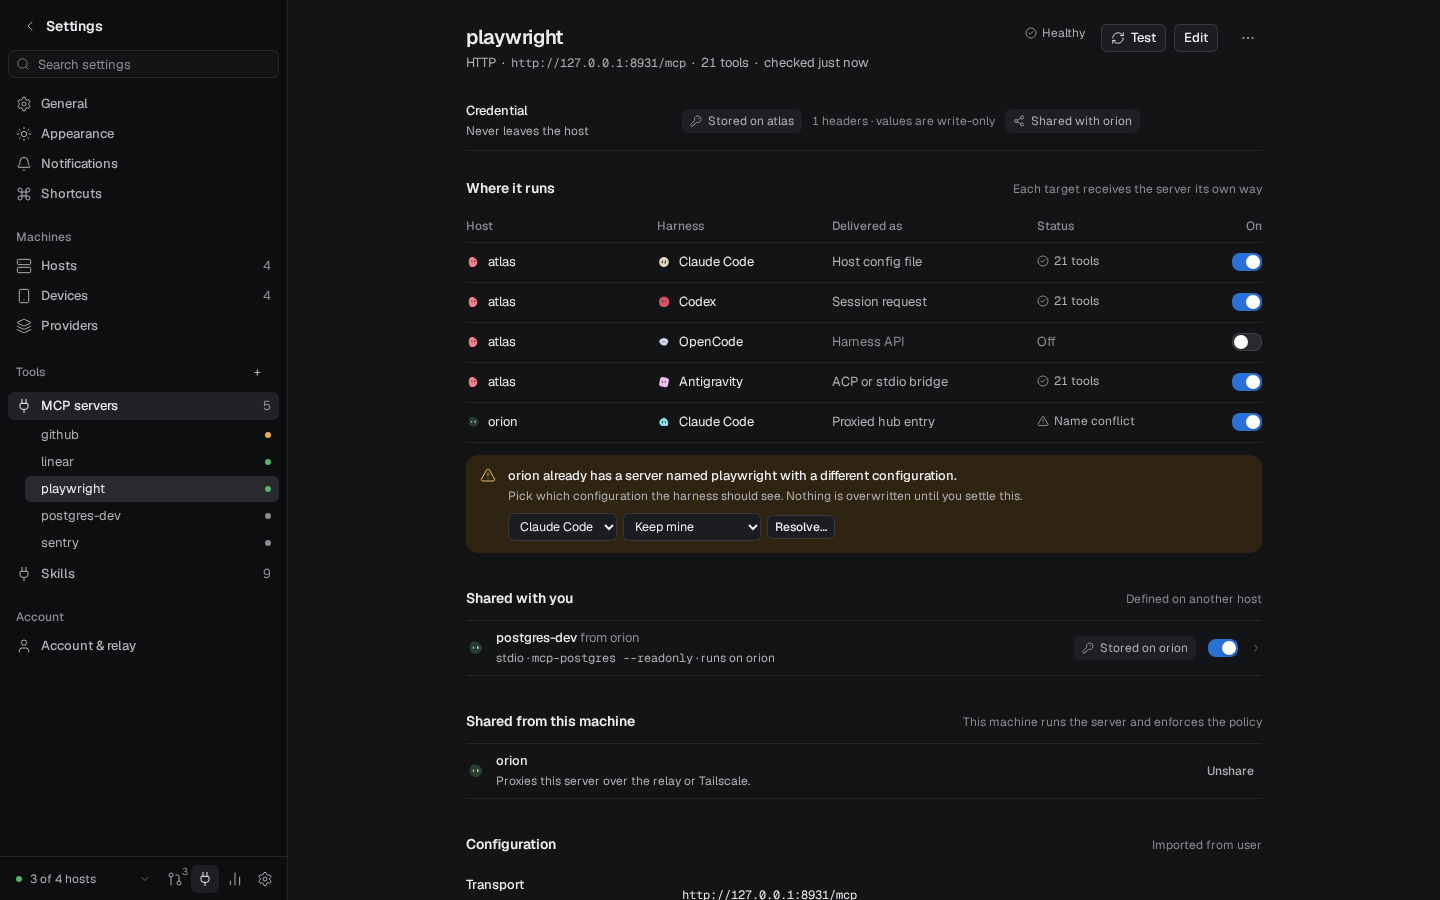 Settings
Search settings
General
Appearance
Notifications
Shortcuts
Machines
Hosts 4
Devices 4
Providers
Tools +
MCP servers 5
github
linear
playwright
postgres-dev
sentry
Skills 9
Account
Account & relay
3 of 4 hosts 3
playwright
HTTP · http://127.0.0.1:8931/mcp · 21 tools · checked just now
Healthy Test Edit ...
Credential
Never leaves the host
Stored on atlas 1 headers · values are write-only Shared with orion
Where it runs Each target receives the server its own way
Host Harness Delivered as Status On
atlas Claude Code Host config file 21 tools
atlas Codex Session request 21 tools
atlas OpenCode Harness API Off
atlas Antigravity ACP or stdio bridge 21 tools
orion Claude Code Proxied hub entry Name conflict
orion already has a server named playwright with a different configuration.
Pick which configuration the harness should see. Nothing is overwritten until you settle this.
Claude Code Keep mine Resolve...
Shared with you Defined on another host
postgres-dev from orion
stdio · mcp-postgres --readonly · runs on orion
Stored on orion
Shared from this machine This machine runs the server and enforces the policy
orion
Proxies this server over the relay or Tailscale.
Unshare
Configuration Imported from user
Transport
http://127.0.0.1:8931/mcp